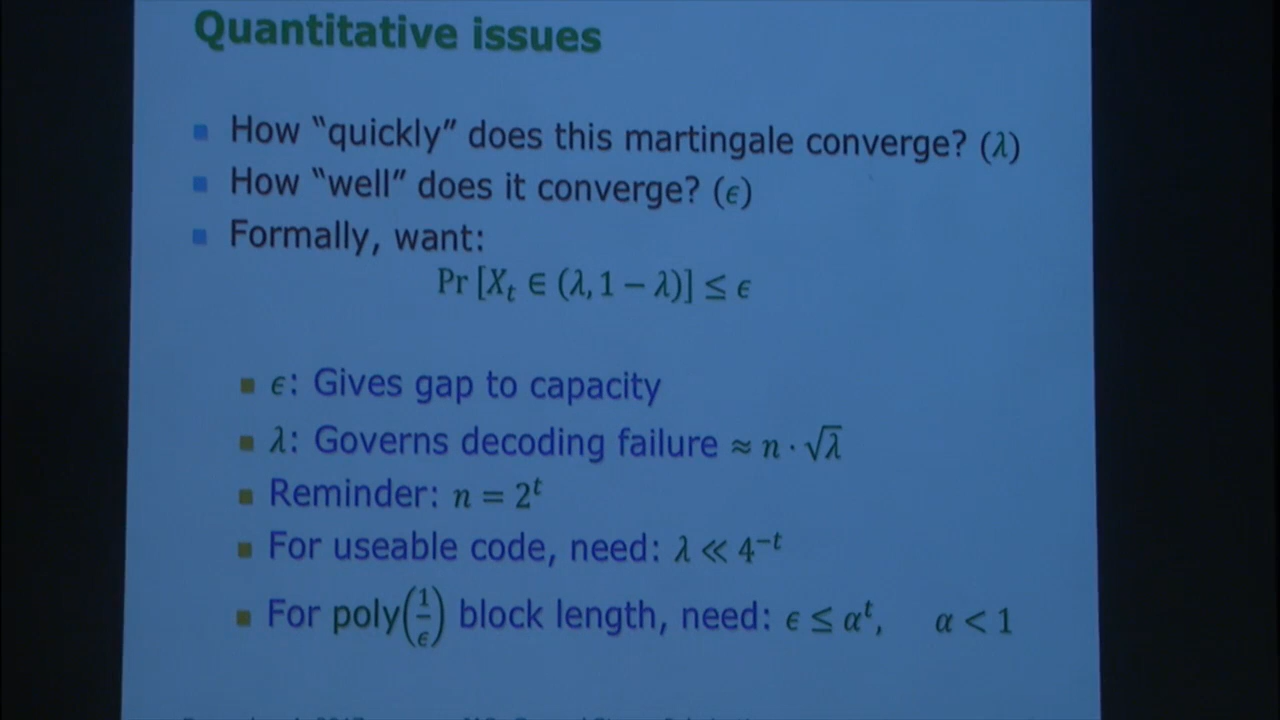 Quantitative issues
How “quickly” does this martingale converge? (λ)
How “well” does it converge? (ϵ)
Formally, want:
Pr [X_t ∈ (λ, 1 − λ)] ≤ ϵ
ϵ: Gives gap to capacity
λ: Governs decoding failure ≈ n · √λ
Reminder: n = 2^t
For useable code, need: λ ≪ 4^{−t}
For poly(1/ϵ) block length, need: ϵ ≤ α^t, α < 1